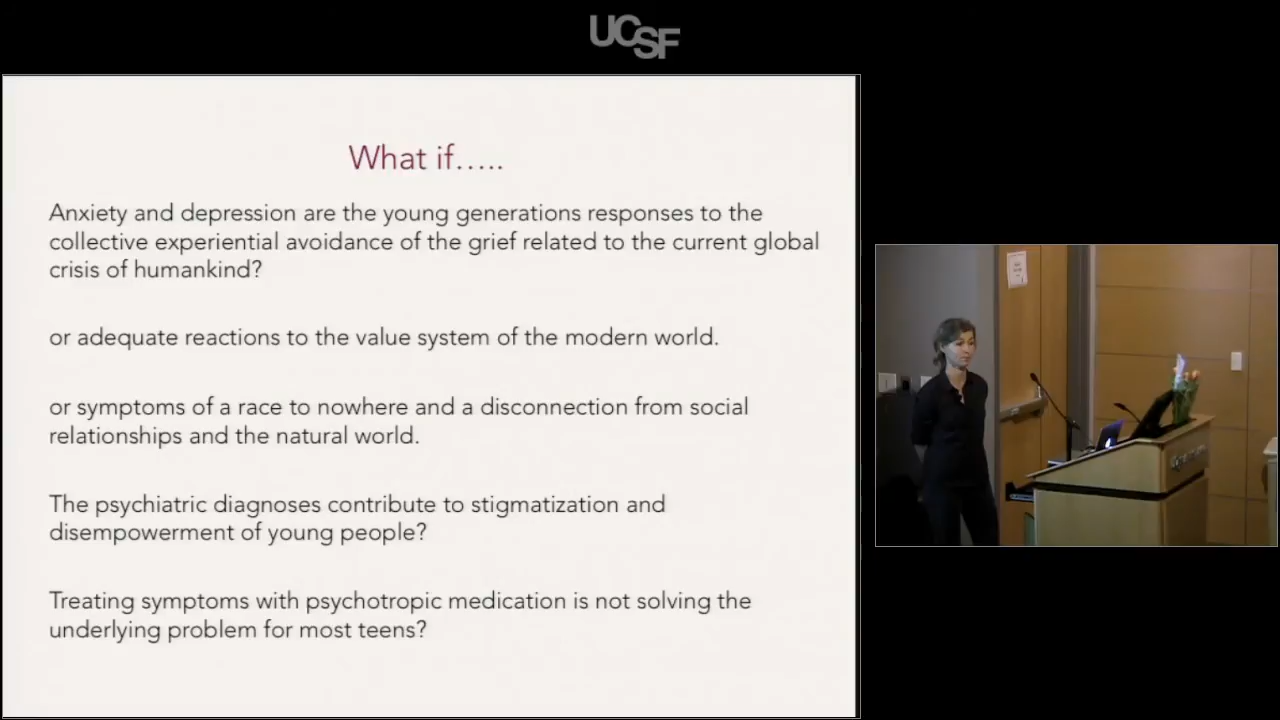 UCSF
What if.....
Anxiety and depression are the young generations responses to the
collective experiential avoidance of the grief related to the current global
crisis of humankind?
or adequate reactions to the value system of the modern world.
or symptoms of a race to nowhere and a disconnection from social
relationships and the natural world.
The psychiatric diagnoses contribute to stigmatization and
disempowerment of young people?
Treating symptoms with psychotropic medication is not solving the
underlying problem for most teens?